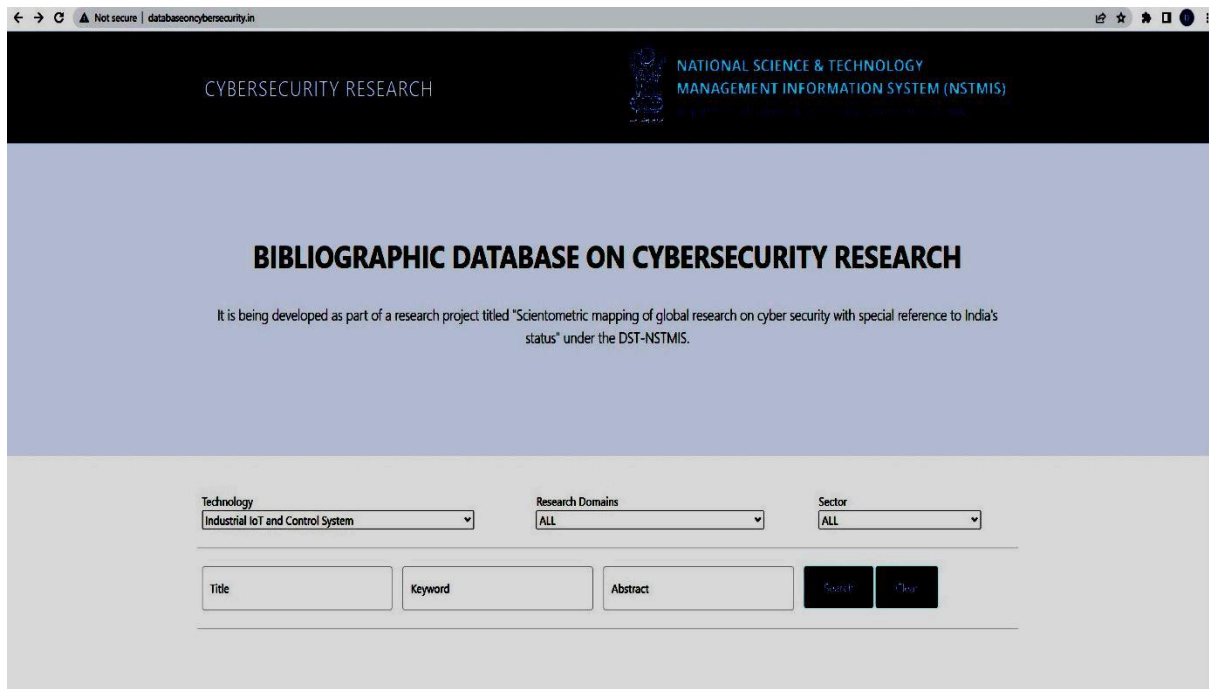 Not secure | databaseoncybersecurity.in
CYBERSECURITY RESEARCH
NATIONAL SCIENCE & TECHNOLOGY
MANAGEMENT INFORMATION SYSTEM (NSTMIS)
BIBLIOGRAPHIC DATABASE ON CYBERSECURITY RESEARCH
It is being developed as part of a research project titled "Scientometric mapping of global research on cyber security with special reference to India's
status" under the DST-NSTMIS.
Technology Research Domains Sector
Industrial IoT and Control System ALL ALL
Title Keyword Abstract Search Clear